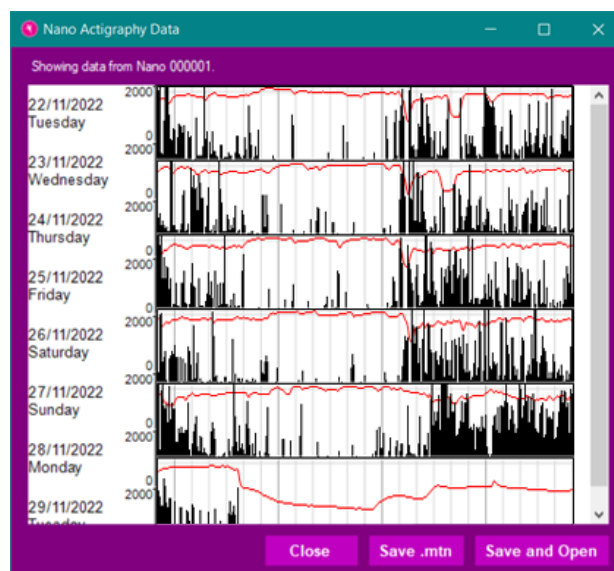 Nano Actigraphy Data
Showing data from Nano 000001.
22/11/2022
Tuesday
2000
0
23/11/2022
Wednesday
2000
0
24/11/2022
Thursday
2000
0
25/11/2022
Friday
2000
0
26/11/2022
Saturday
2000
0
27/11/2022
Sunday
2000
0
28/11/2022
Monday
2000
29/11/2022
Tuesday
Close
Save .mtn
Save and Open